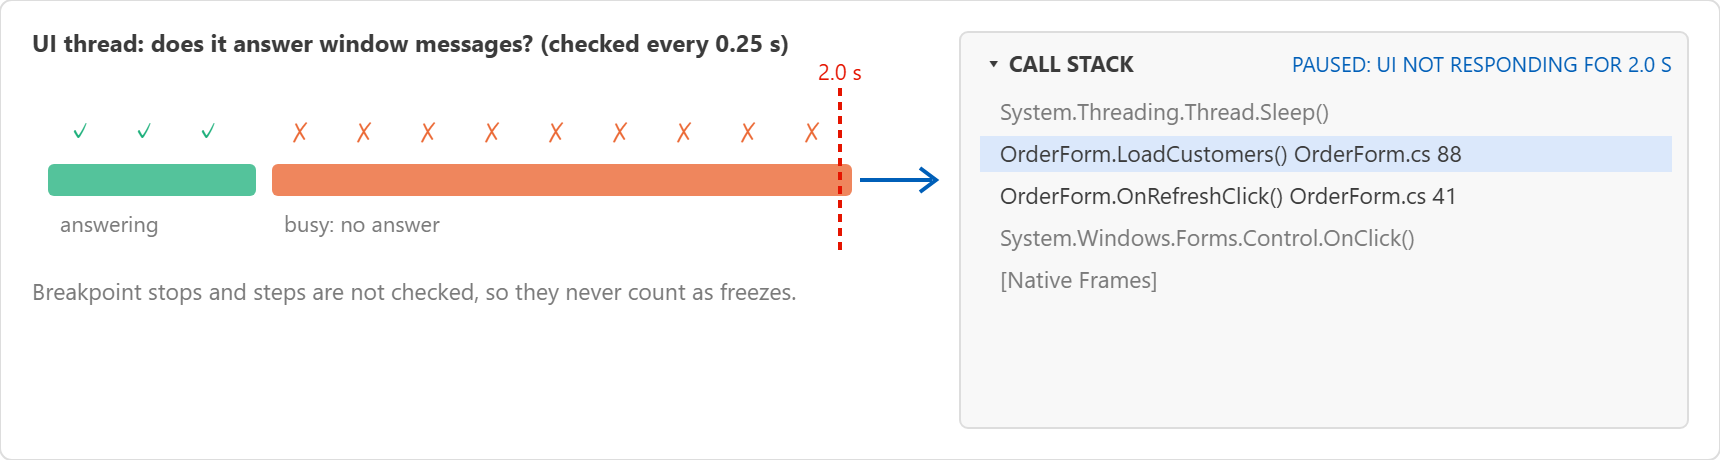 UI thread: does it answer window messages? (checked every 0.25 s)
2.0 s
✓ ✓ ✓ ✗ ✗ ✗ ✗ ✗ ✗ ✗ ✗ ✗
answering
busy: no answer
Breakpoint stops and steps are not checked, so they never count as freezes.
CALL STACK
PAUSED: UI NOT RESPONDING FOR 2.0 S
System.Threading.Thread.Sleep()
OrderForm.LoadCustomers() OrderForm.cs 88
OrderForm.OnRefreshClick() OrderForm.cs 41
System.Windows.Forms.Control.OnClick()
[Native Frames]